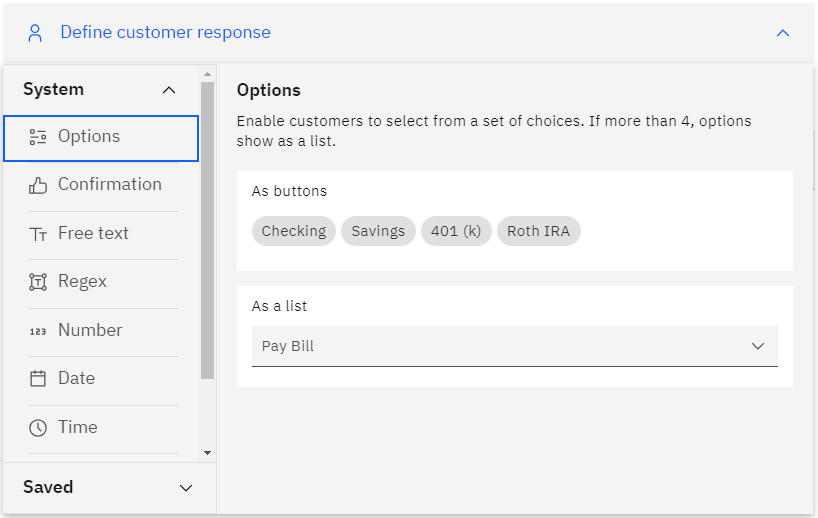 Define customer response
System
Options
Confirmation
Free text
Regex
Number
Date
Time
Saved
Options
Enable customers to select from a set of choices. If more than 4, options
show as a list.
As buttons
Checking Savings 401 (k) Roth IRA
As a list
Pay Bill